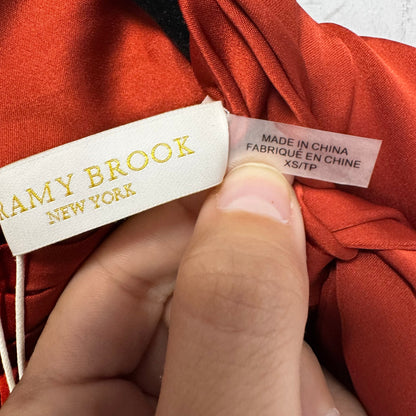 RAMY BROOK
NEW YORK
MADE IN CHINA
FABRIQUÉ EN CHINE
XS/TP